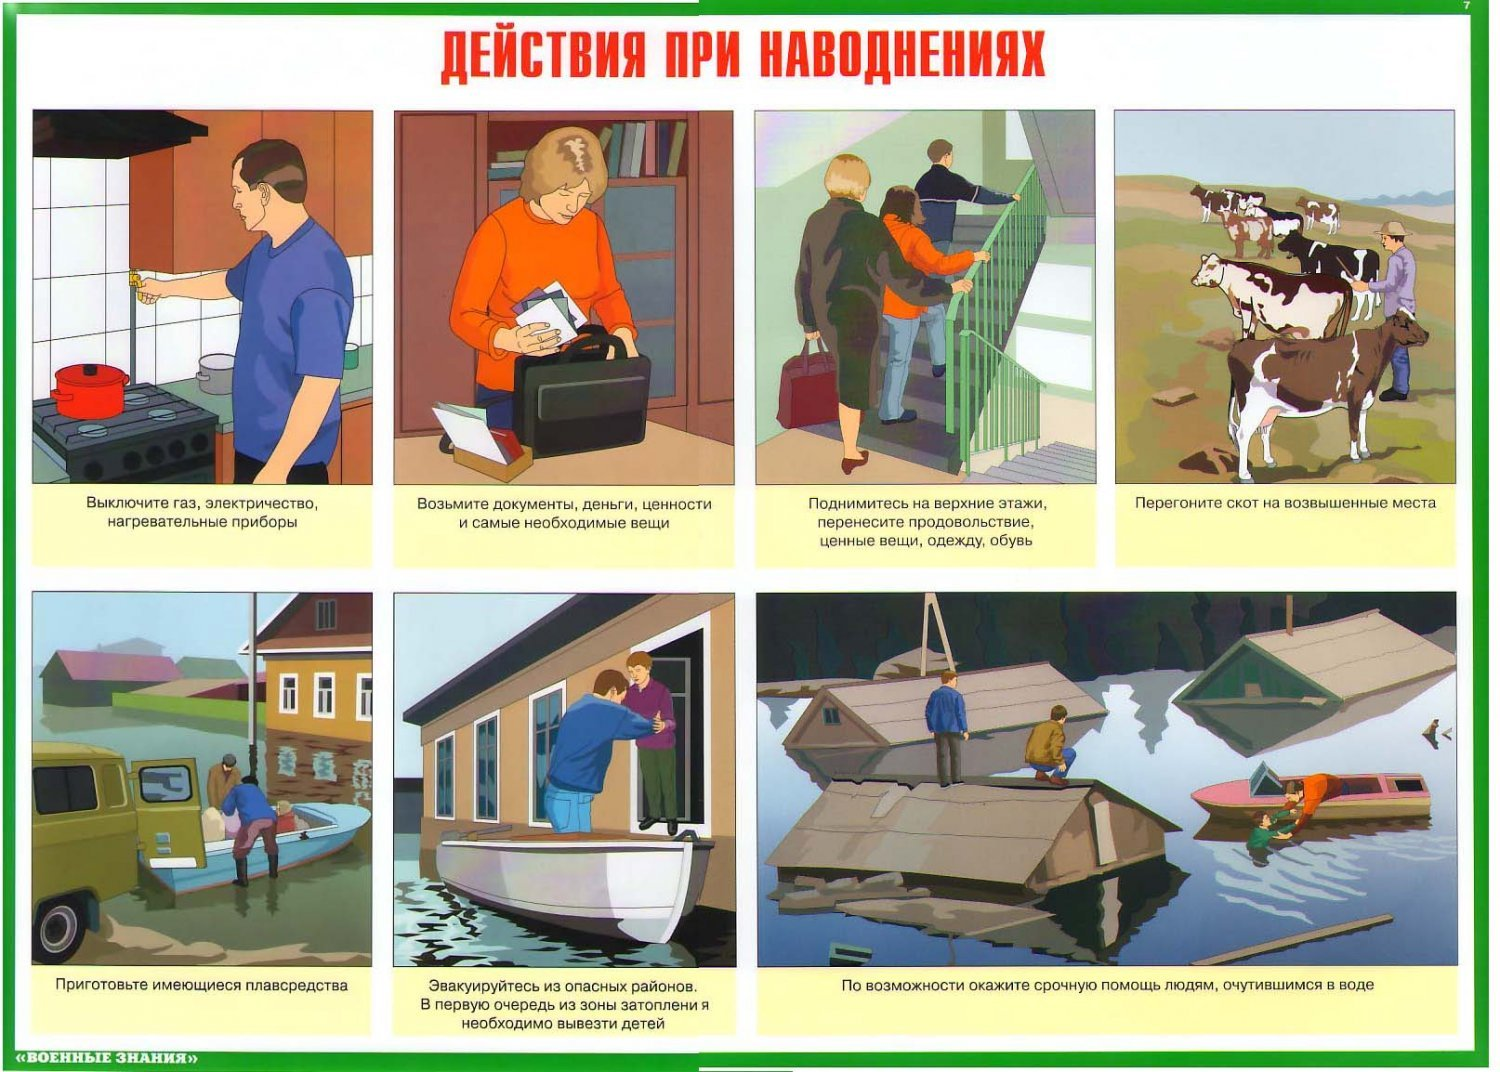 7
ДЕЙСТВИЯ ПРИ НАВОДНЕНИЯХ
Выключите газ, электричество,
нагревательные приборы
Возьмите документы, деньги, ценности
и самые необходимые вещи
Поднимитесь на верхние этажи,
перенесите продовольствие,
ценные вещи, одежду, обувь
Перегоните скот на возвышенные места
Приготовьте имеющиеся плавсредства
Эвакуируйтесь из опасных районов.
В первую очередь из зоны затоплени я
необходимо вывезти детей
По возможности окажите срочную помощь людям, очутившимся в воде
«ВОЕННЫЕ ЗНАНИЯ»